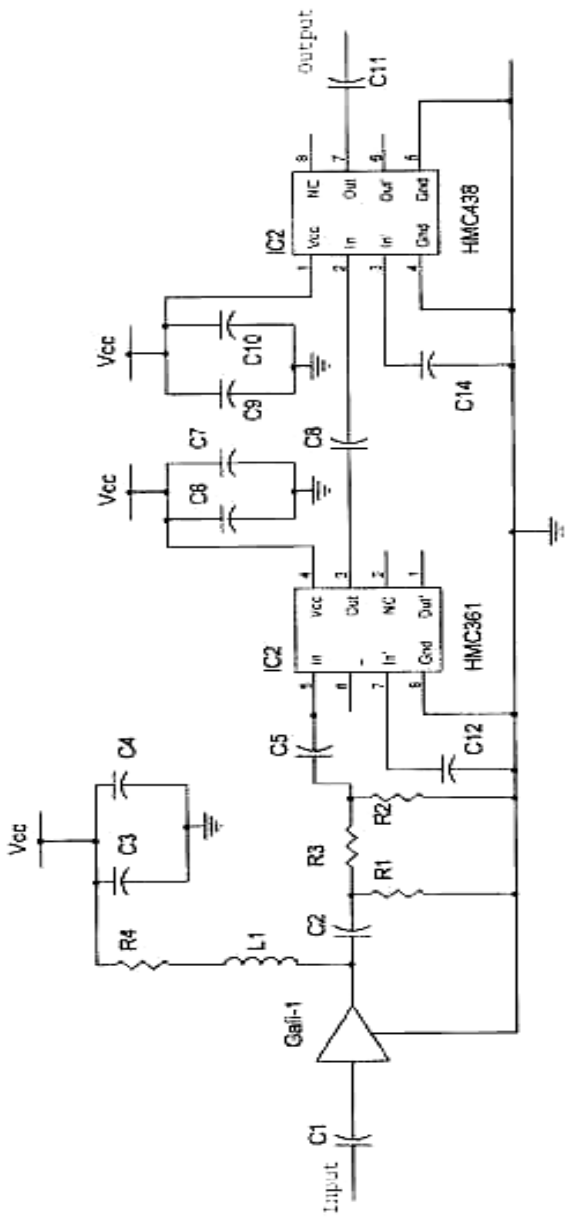 Input
C1
Gali-1
L1
R4
Vcc
C3
C4
C2
R1
R3
R2
C5
C12
IC2
HMC361
5 In
6 -
7 In'
8 Gnd
Vcc 4
Out 3
NC 2
Out' 1
Vcc
C8
C7
C8
Vcc
C9
C10
C14
IC2
HMC438
1 Vcc
2 In
3 In'
4 Gnd
NC 8
Out 7
Out' 6
Gnd 5
C11
Output